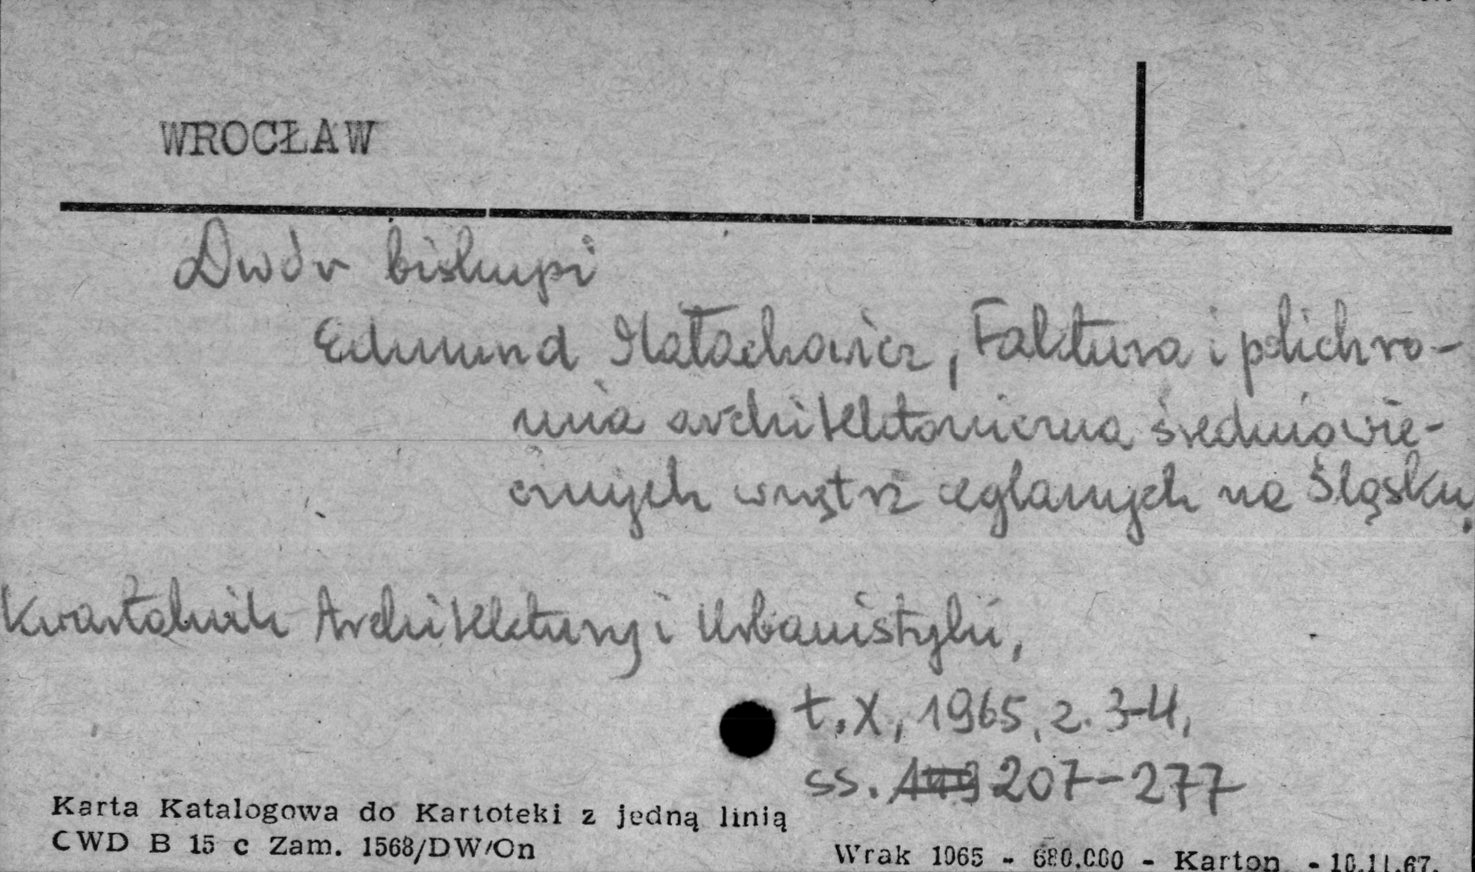 WROCŁAW
Dwór biskupi
Edmund Małachowicz, Faktura i polichro-
mia architektoniczna średniowie-
cznych wnętrz ceglanych na Śląsku,
Kwartalnik Architektury i Urbanistyki,
t. X, 1965, z. 3-4,
ss. 207-277
Karta Katalogowa do Kartoteki z jedną linią
CWD B 15 c Zam. 1568/DW/On
Wrak 1965 - 680.000 - Karton - 10.11.67.